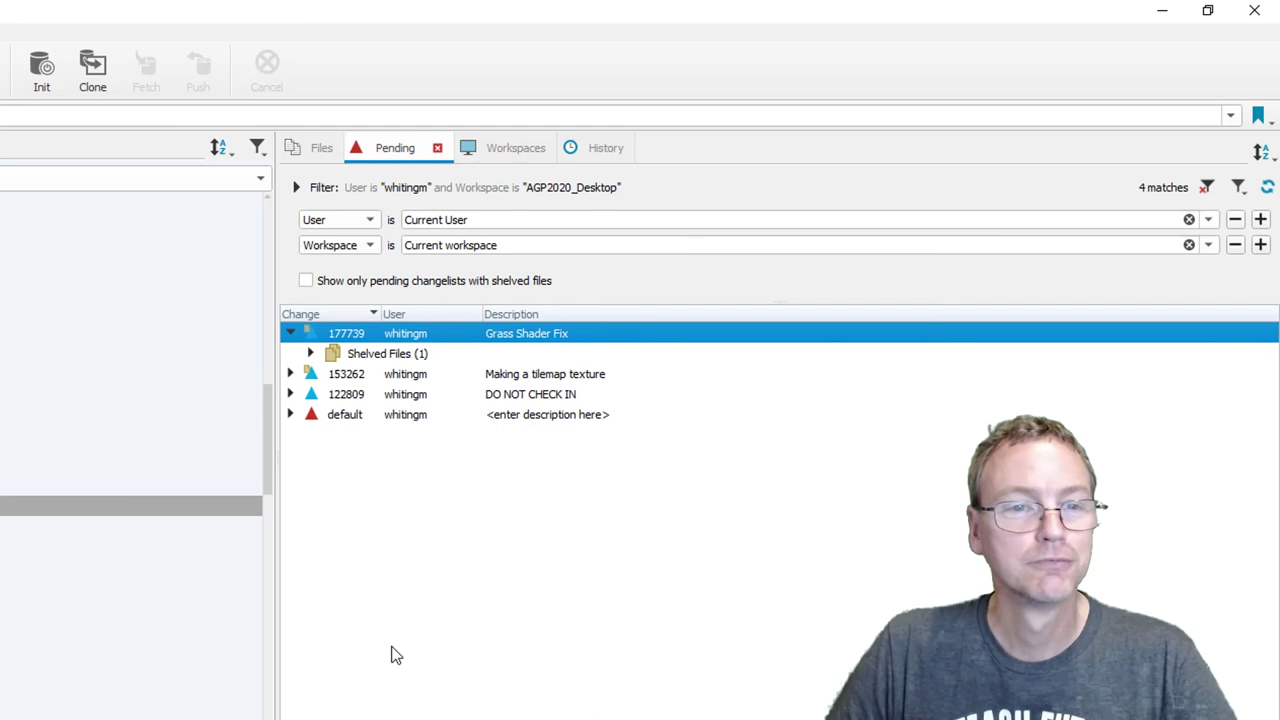 Init Clone Fetch Push Cancel
Files Pending Workspaces History
Filter: User is "whitingm" and Workspace is "AGP2020_Desktop" 4 matches
User is Current User
Workspace is Current workspace
Show only pending changelists with shelved files
Change User Description
177739 whitingm Grass Shader Fix
Shelved Files (1)
153262 whitingm Making a tilemap texture
122809 whitingm DO NOT CHECK IN
default whitingm <enter description here>